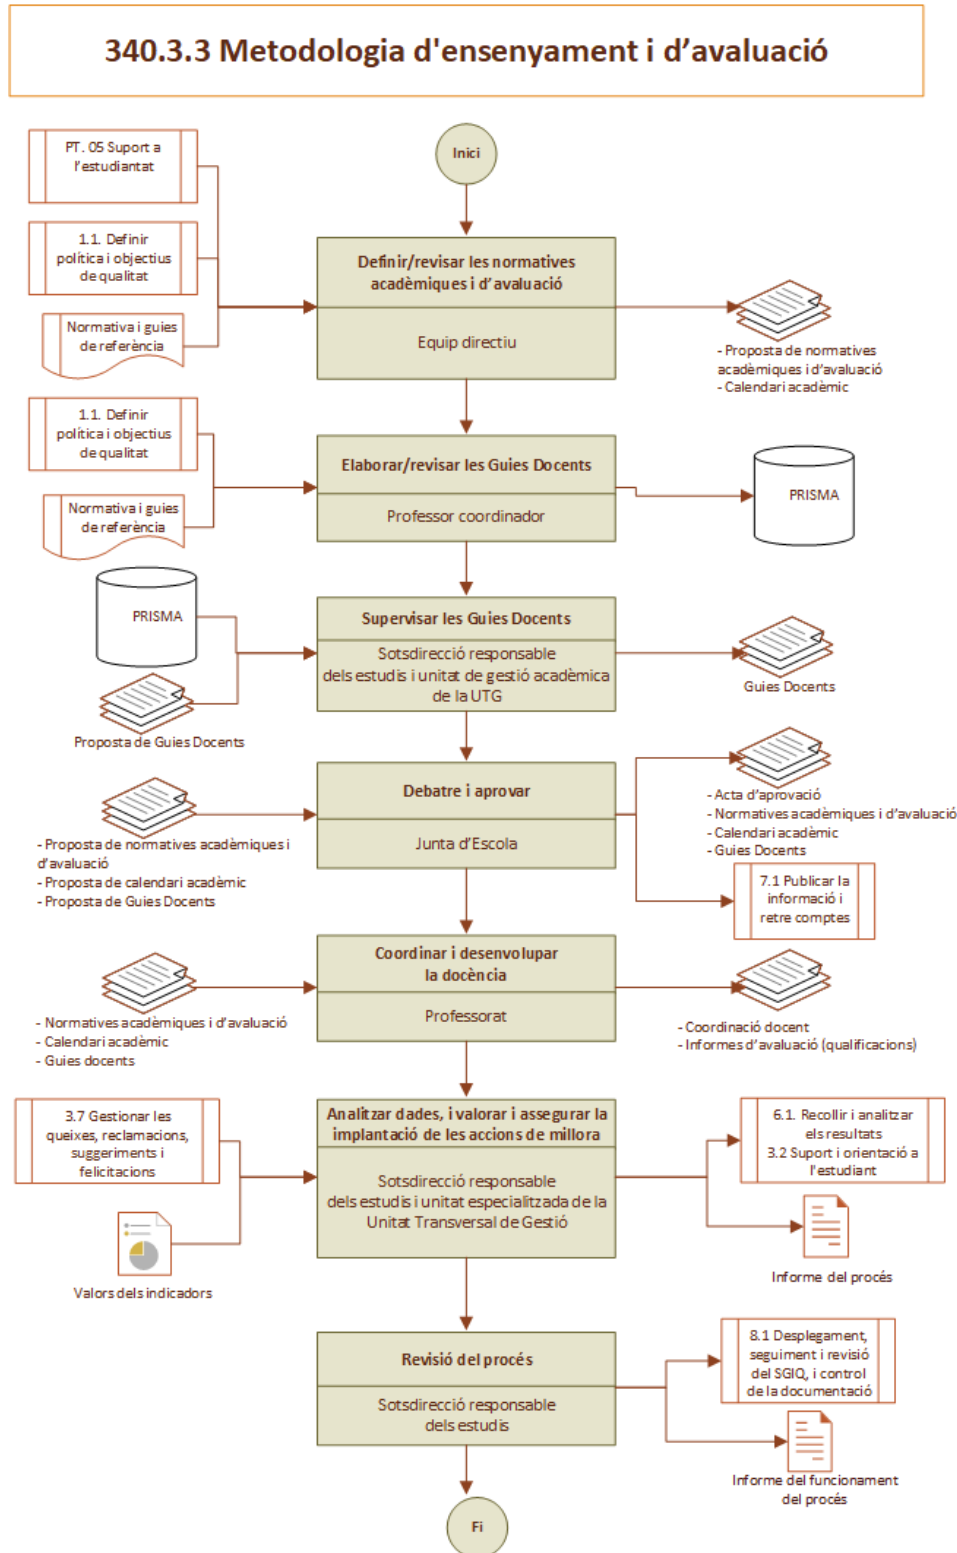 340.3.3 Metodologia d'ensenyament i d’avaluació
Inici
PT. 05 Suport a
l’estudiantat
1.1. Definir
política i objectius
de qualitat
Normativa i guies
de referència
Definir/revisar les normatives
acadèmiques i d’avaluació
Equip directiu
- Proposta de normatives
acadèmiques i d’avaluació
- Calendari acadèmic
1.1. Definir
política i objectius
de qualitat
Normativa i guies
de referència
Elaborar/revisar les Guies Docents
Professor coordinador
PRISMA
PRISMA
Proposta de Guies Docents
Supervisar les Guies Docents
Sotsdirecció responsable
dels estudis i unitat de gestió acadèmica
de la UTG
Guies Docents
- Proposta de normatives acadèmiques i
d’avaluació
- Proposta de calendari acadèmic
- Proposta de Guies Docents
Debatre i aprovar
Junta d’Escola
- Acta d’aprovació
- Normatives acadèmiques i d’avaluació
- Calendari acadèmic
- Guies Docents
7.1 Publicar la
informació i
retre comptes
- Normatives acadèmiques i d’avaluació
- Calendari acadèmic
- Guies docents
Coordinar i desenvolupar
la docència
Professorat
- Coordinació docent
- Informes d’avaluació (qualificacions)
3.7 Gestionar les
queixes, reclamacions,
suggeriments i
felicitacions
Valors dels indicadors
Analitzar dades, i valorar i assegurar la
implantació de les accions de millora
Sotsdirecció responsable
dels estudis i unitat especialitzada de la
Unitat Transversal de Gestió
6.1. Recollir i analitzar
els resultats
3.2 Suport i orientació a
l'estudiant
Informe del procés
Revisió del procés
Sotsdirecció responsable
dels estudis
8.1 Desplegament,
seguiment i revisió
del SGIQ, i control
de la documentació
Informe del funcionament
del procés
Fi